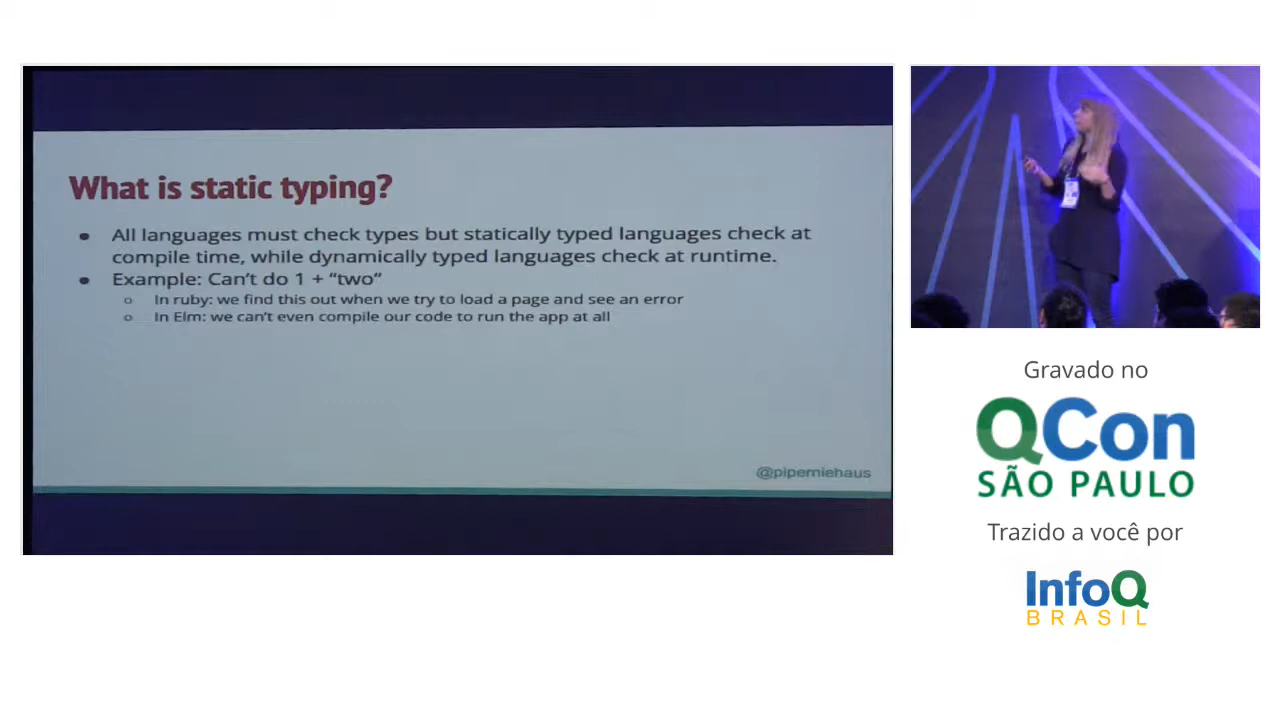 What is static typing?
● All languages must check types but statically typed languages check at
compile time, while dynamically typed languages check at runtime.
● Example: Can't do 1 + “two”
○ In ruby: we find this out when we try to load a page and see an error
○ In Elm: we can't even compile our code to run the app at all
@piperniehaus
Gravado no
QCon
SÃO PAULO
Trazido a você por
InfoQ
BRASIL